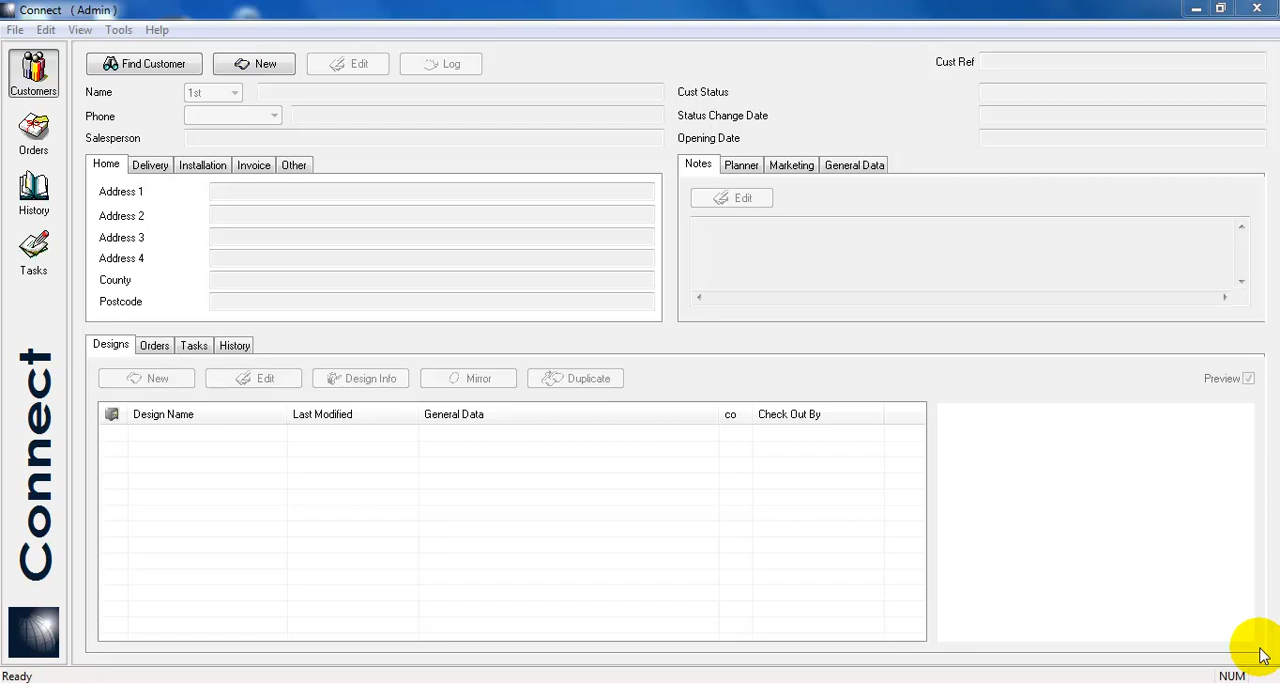 Connect ( Admin )
File Edit View Tools Help
Customers
Orders
History
Tasks
Connect
Find Customer New Edit Log
Cust Ref
Name 1st
Phone
Salesperson
Cust Status
Status Change Date
Opening Date
Home Delivery Installation Invoice Other
Address 1
Address 2
Address 3
Address 4
County
Postcode
Notes Planner Marketing General Data
Edit
Designs Orders Tasks History
New Edit Design Info Mirror Duplicate Preview
Design Name Last Modified General Data co Check Out By
Ready NUM